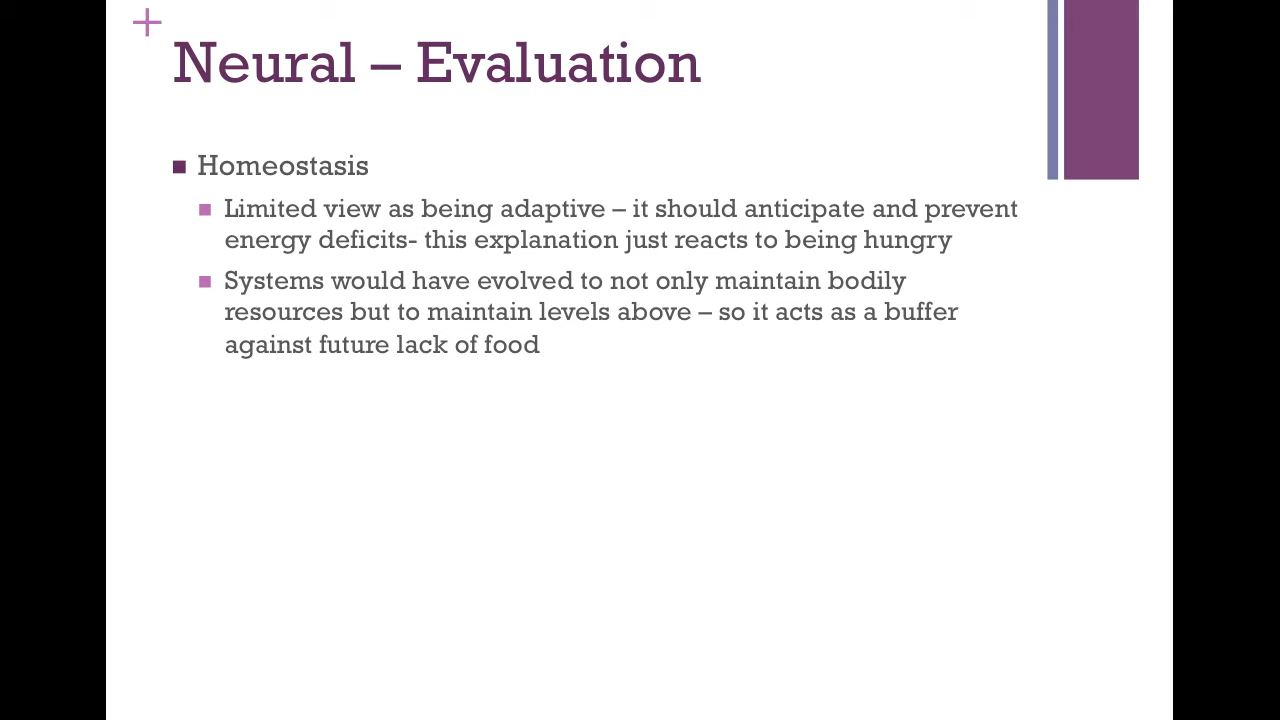 Neural – Evaluation
Homeostasis
Limited view as being adaptive – it should anticipate and prevent
energy deficits- this explanation just reacts to being hungry
Systems would have evolved to not only maintain bodily
resources but to maintain levels above – so it acts as a buffer
against future lack of food